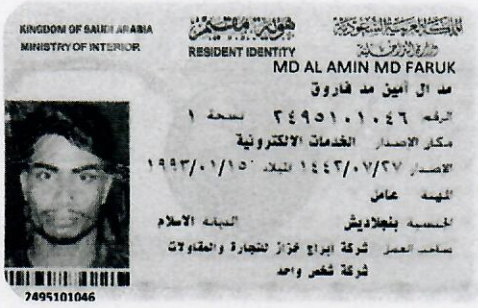 KINGDOM OF SAUDI ARABIA
MINISTRY OF INTERIOR
هوية مقيم
RESIDENT IDENTITY
المملكة العربية السعودية
وزارة الداخلية
MD AL AMIN MD FARUK
مد ال أمين مد فاروق
الرقم ٢٤٩٥١٠١٠٤٦ نسخة ١
مكان الاصدار الخدمات الالكترونية
الاصدار ١٤٤٢/٠٧/٢٧ الميلاد ١٩٩٣/٠١/١٥
المهنة عامل
الجنسية بنجلاديش الديانة الاسلام
صاحب العمل شركة ابراج خزاز للتجارة والمقاولات
شركة شخص واحد
2495101046